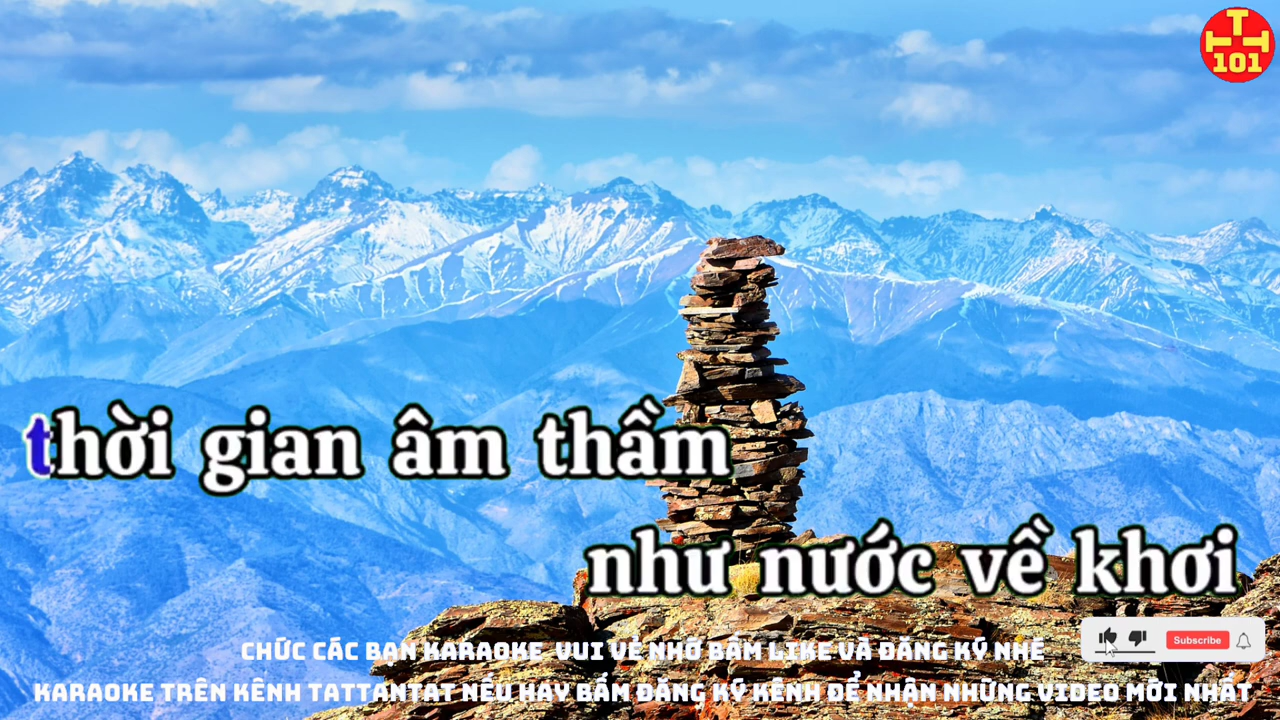 T
TT
101
thời gian âm thầm
như nước về khơi
CHỨC CÁC BẠN KARAOKE VUI VẺ NHỚ BẤM LIKE VÀ ĐĂNG KÝ NHÉ
Subscribe
KARAOKE TRÊN KÊNH TATTANTAT NẾU HAY BẤM ĐĂNG KÝ KÊNH ĐỂ NHẬN NHỮNG VIDEO MỚI NHẤT